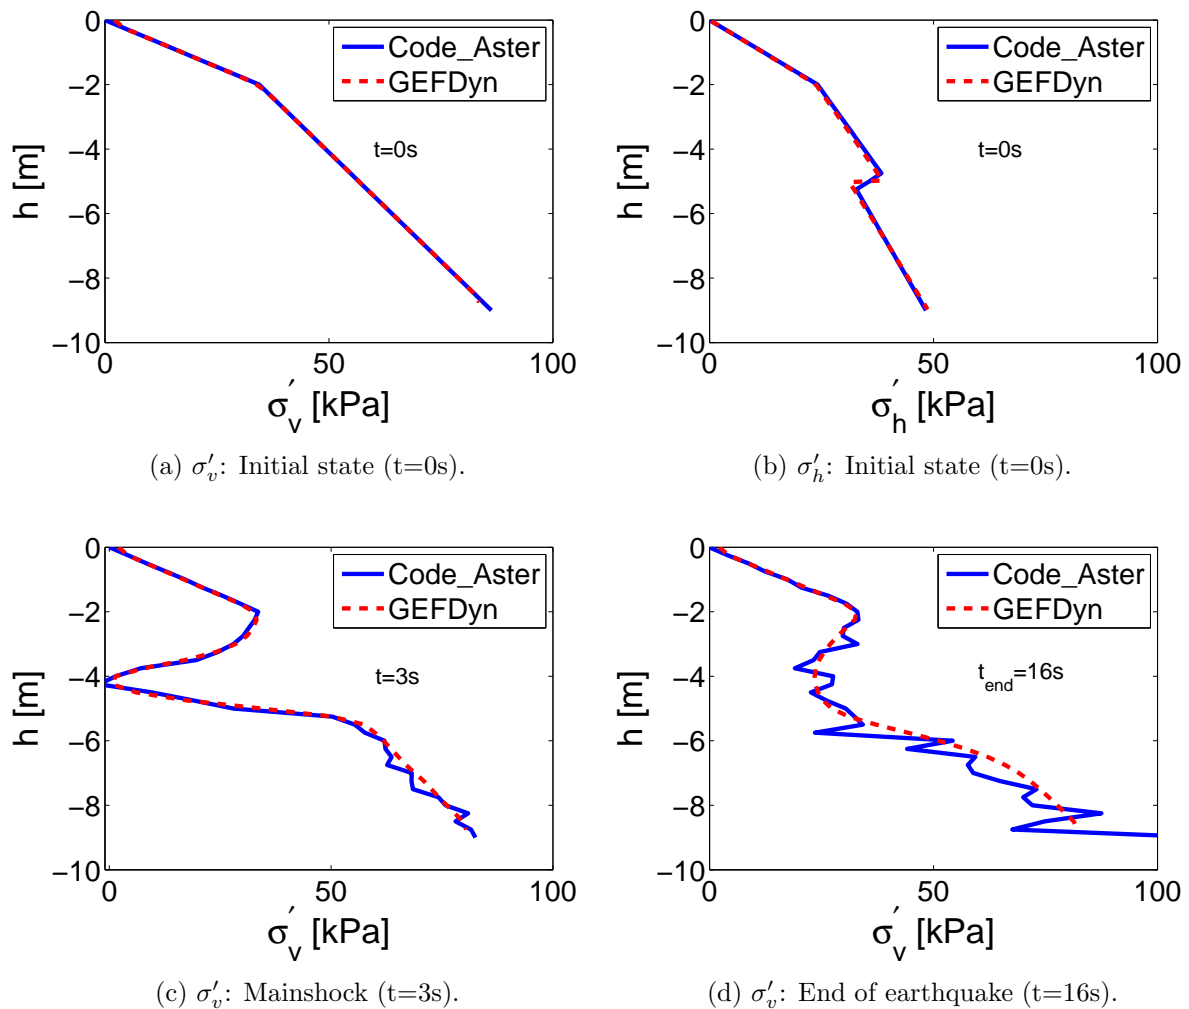 0
−2
−4
−6
−8
−10
h [m]
0
50
100
σ′v [kPa]
Code_Aster
GEFDyn
t=0s
(a) σ′v: Initial state (t=0s).
0
−2
−4
−6
−8
−10
h [m]
0
50
100
σ′h [kPa]
Code_Aster
GEFDyn
t=0s
(b) σ′h: Initial state (t=0s).
0
−2
−4
−6
−8
−10
h [m]
0
50
100
σ′v [kPa]
Code_Aster
GEFDyn
t=3s
(c) σ′v: Mainshock (t=3s).
0
−2
−4
−6
−8
−10
h [m]
0
50
100
σ′v [kPa]
Code_Aster
GEFDyn
tend=16s
(d) σ′v: End of earthquake (t=16s).